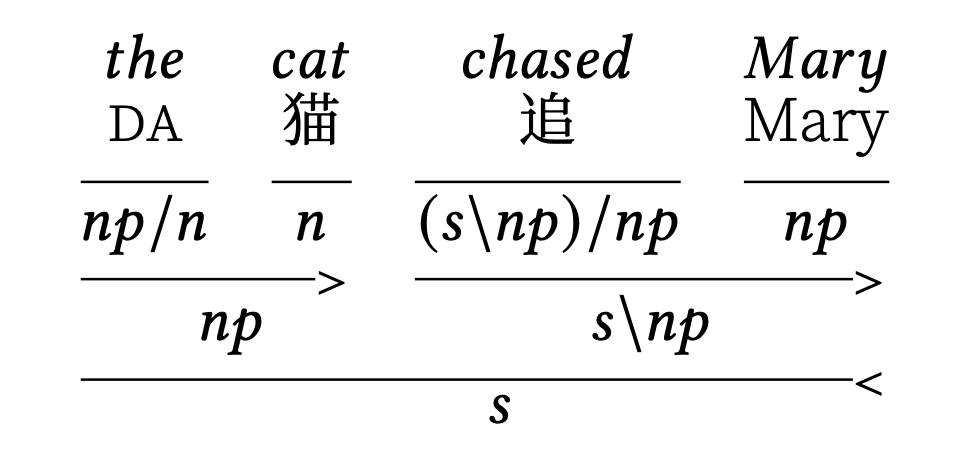 the cat chased Mary
DA 猫 追 Mary
np/n n (s\np)/np np
> >
np s\np
<
s